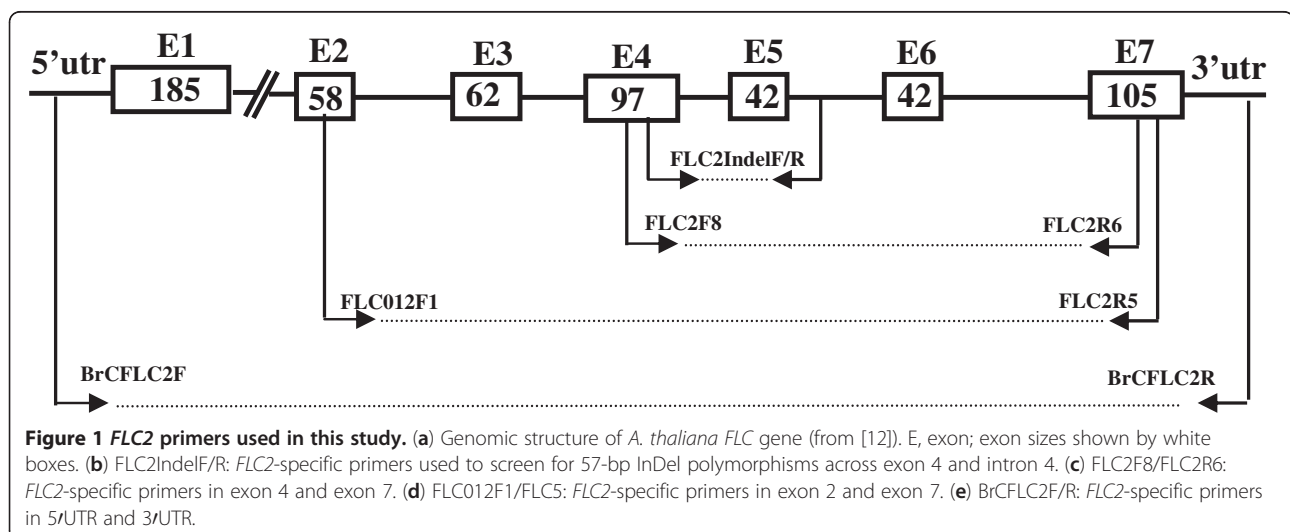 5'utr E1 E2 E3 E4 E5 E6 E7 3'utr
185 58 62 97 42 42 105
FLC2IndelF/R
FLC2F8 FLC2R6
FLC012F1 FLC2R5
BrCFLC2F BrCFLC2R
Figure 1 FLC2 primers used in this study. (a) Genomic structure of A. thaliana FLC gene (from [12]). E, exon; exon sizes shown by white
boxes. (b) FLC2IndelF/R: FLC2-specific primers used to screen for 57-bp InDel polymorphisms across exon 4 and intron 4. (c) FLC2F8/FLC2R6:
FLC2-specific primers in exon 4 and exon 7. (d) FLC012F1/FLC5: FLC2-specific primers in exon 2 and exon 7. (e) BrCFLC2F/R: FLC2-specific primers
in 5′UTR and 3′UTR.